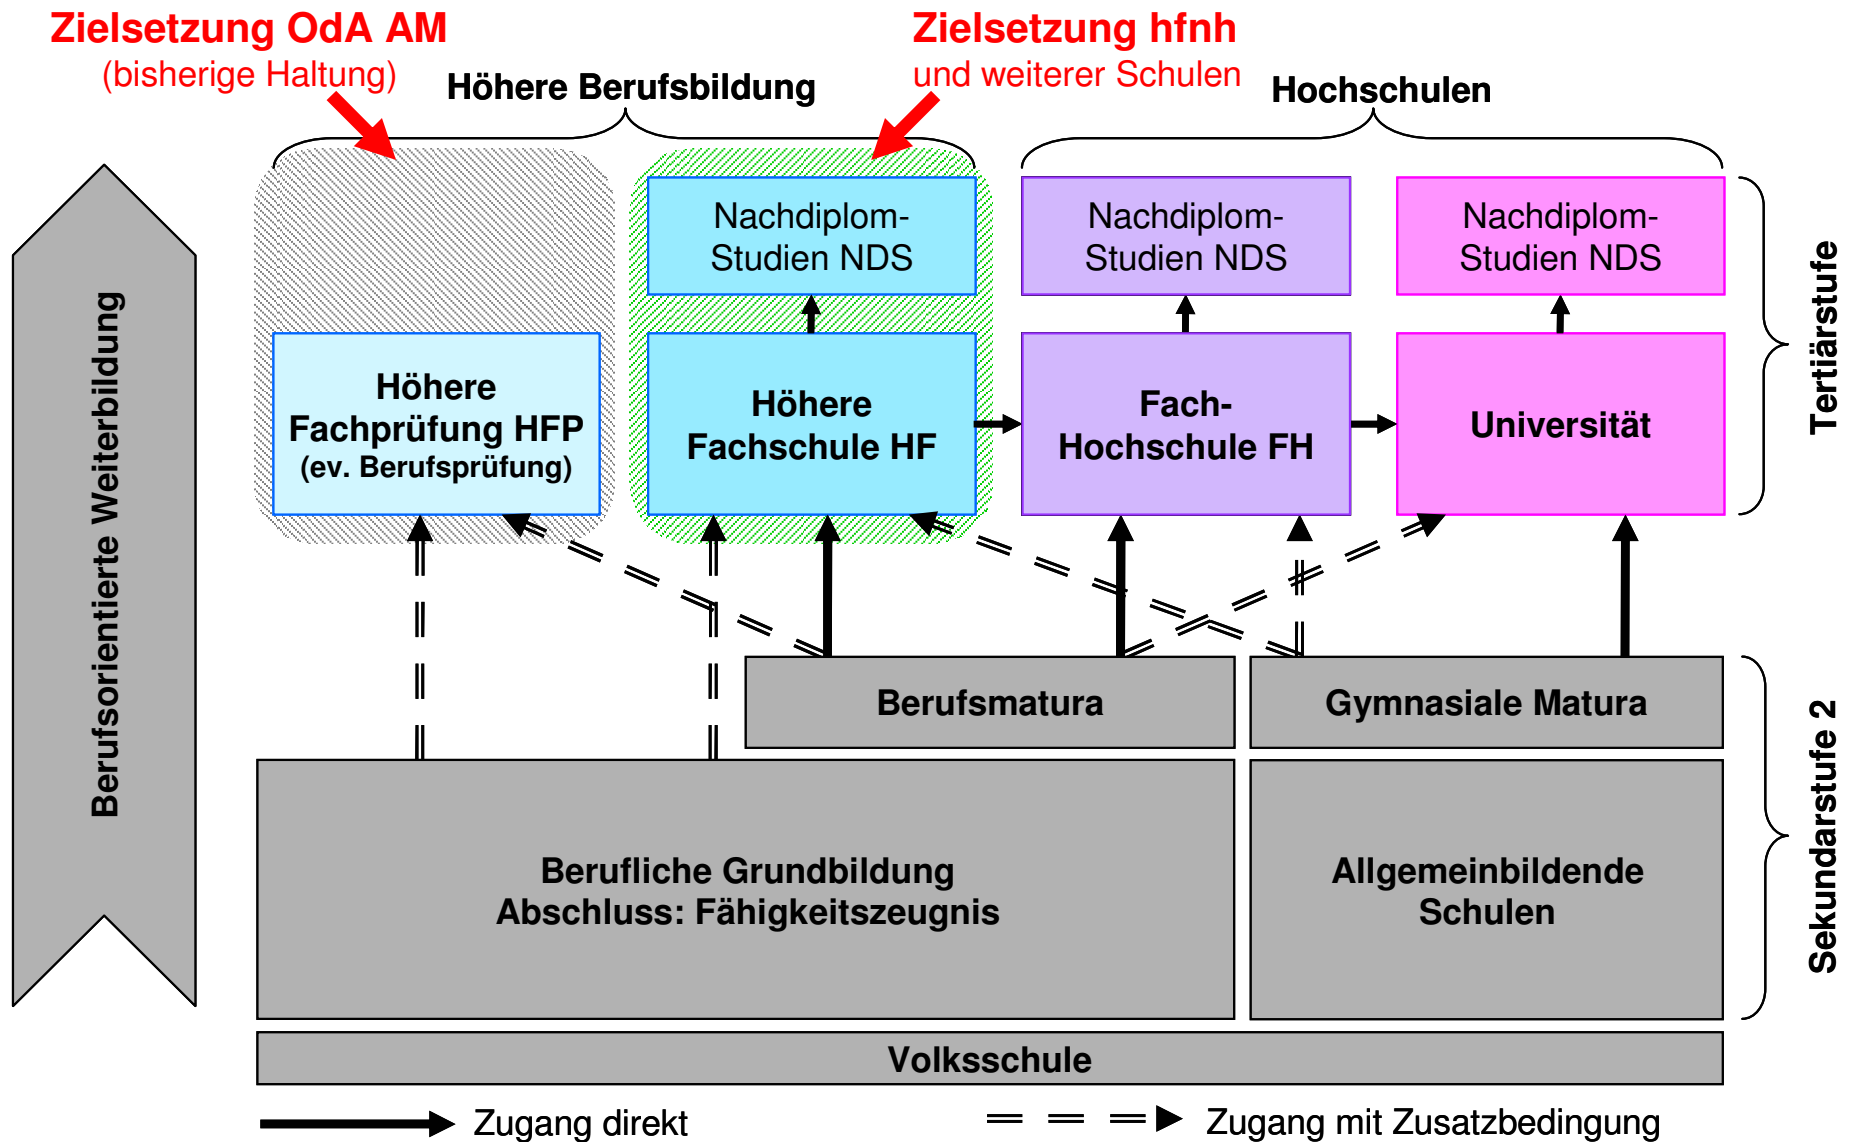 Zielsetzung OdA AM
(bisherige Haltung)
Zielsetzung hfnh
und weiterer Schulen
Höhere Berufsbildung
Hochschulen
Nachdiplom-
Studien NDS
Nachdiplom-
Studien NDS
Nachdiplom-
Studien NDS
Höhere
Fachprüfung HFP
(ev. Berufsprüfung)
Höhere
Fachschule HF
Fach-
Hochschule FH
Universität
Tertiärstufe
Berufsorientierte Weiterbildung
Berufsmatura
Gymnasiale Matura
Berufliche Grundbildung
Abschluss: Fähigkeitszeugnis
Allgemeinbildende
Schulen
Sekundarstufe 2
Volksschule
Zugang direkt
Zugang mit Zusatzbedingung